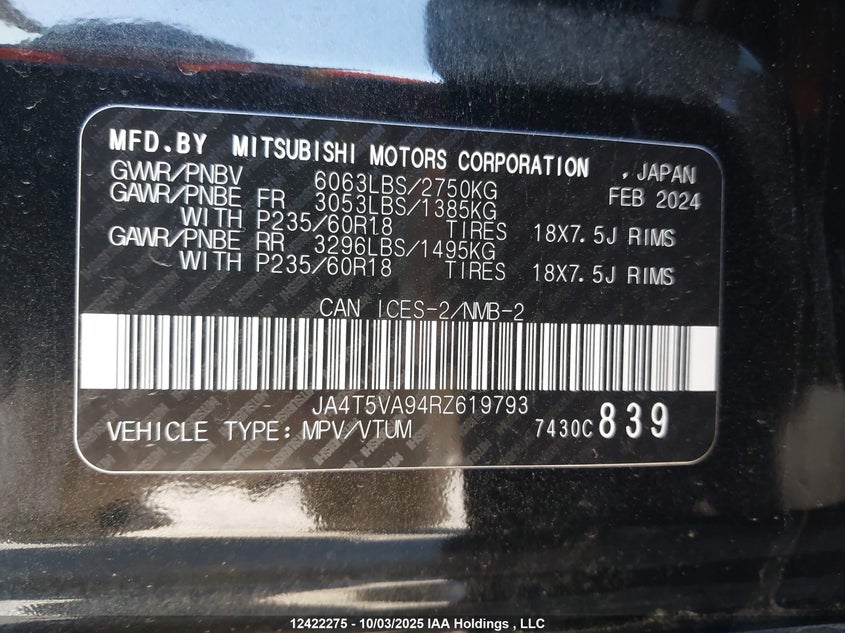 MFD.BY MITSUBISHI MOTORS CORPORATION , JAPAN
GVWR/PNBV 6063LBS/2750KG FEB 2024
GAWR/PNBE FR 3053LBS/1385KG
WITH P235/60R18 TIRES 18X7.5J RIMS
GAWR/PNBE RR 3296LBS/1495KG
WITH P235/60R18 TIRES 18X7.5J RIMS
CAN ICES-2/NMB-2
JA4T5VA94RZ619793
VEHICLE TYPE: MPV/VTUM 7430C 839
12422275 - 10/03/2025 IAA Holdings , LLC